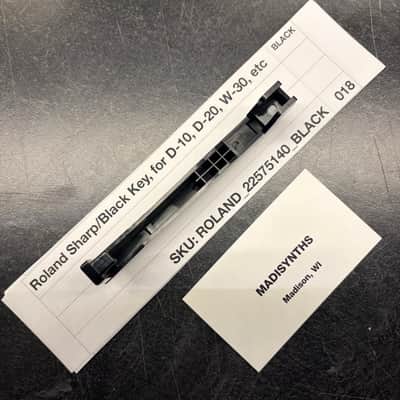 Roland Sharp/Black Key, for D-10, D-20, W-30, etc
BLACK
SKU: ROLAND_22575140_BLACK
018
MADISYNTHS
Madison, WI